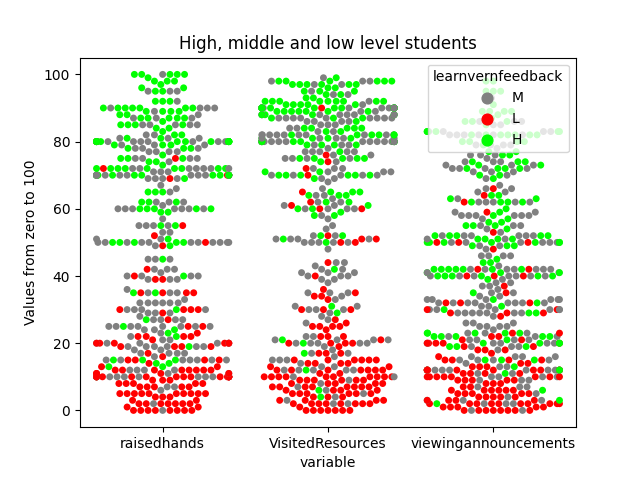 High, middle and low level students
learnvernfeedback
M
L
H
Values from zero to 100
100
80
60
40
20
0
raisedhands
VisitedResources
viewingannouncements
variable